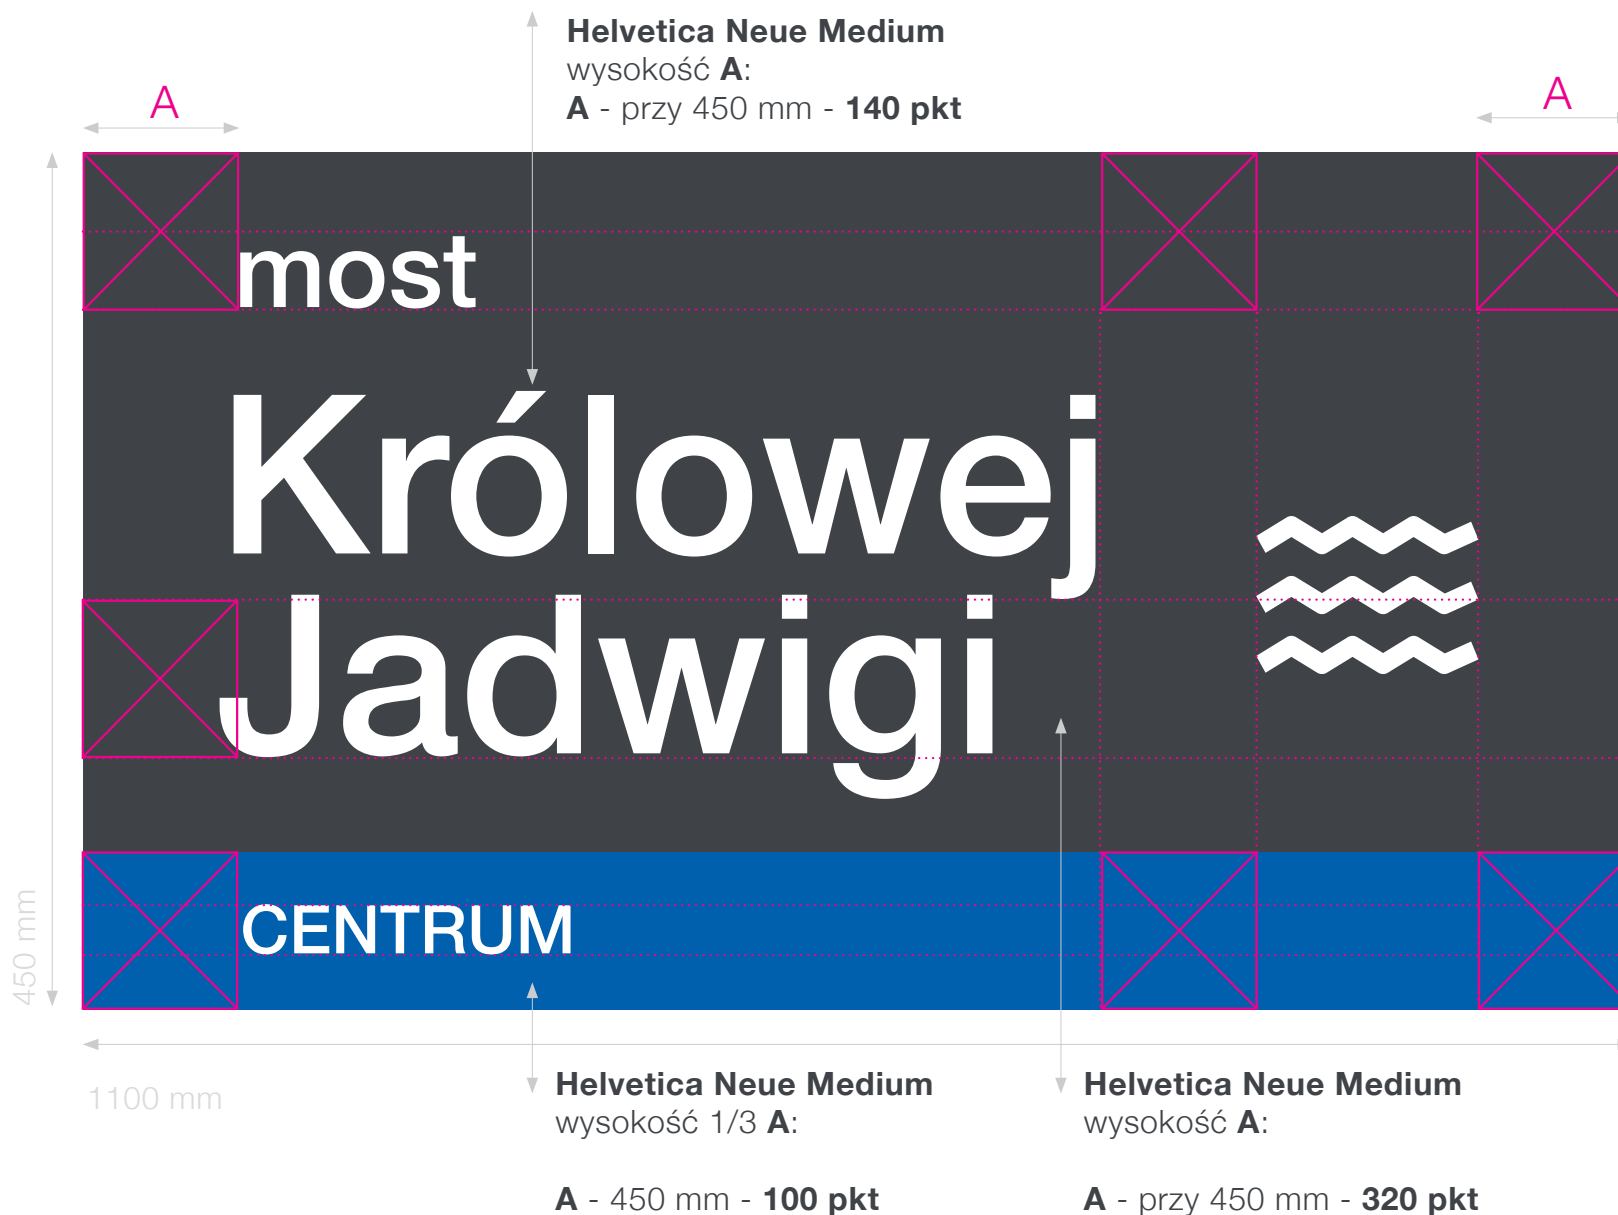 Helvetica Neue Medium
wysokość A:
A - przy 450 mm - 140 pkt
A
A
most
Królowej
Jadwigi
CENTRUM
450 mm
1100 mm
Helvetica Neue Medium
wysokość 1/3 A:
A - 450 mm - 100 pkt
Helvetica Neue Medium
wysokość A:
A - przy 450 mm - 320 pkt